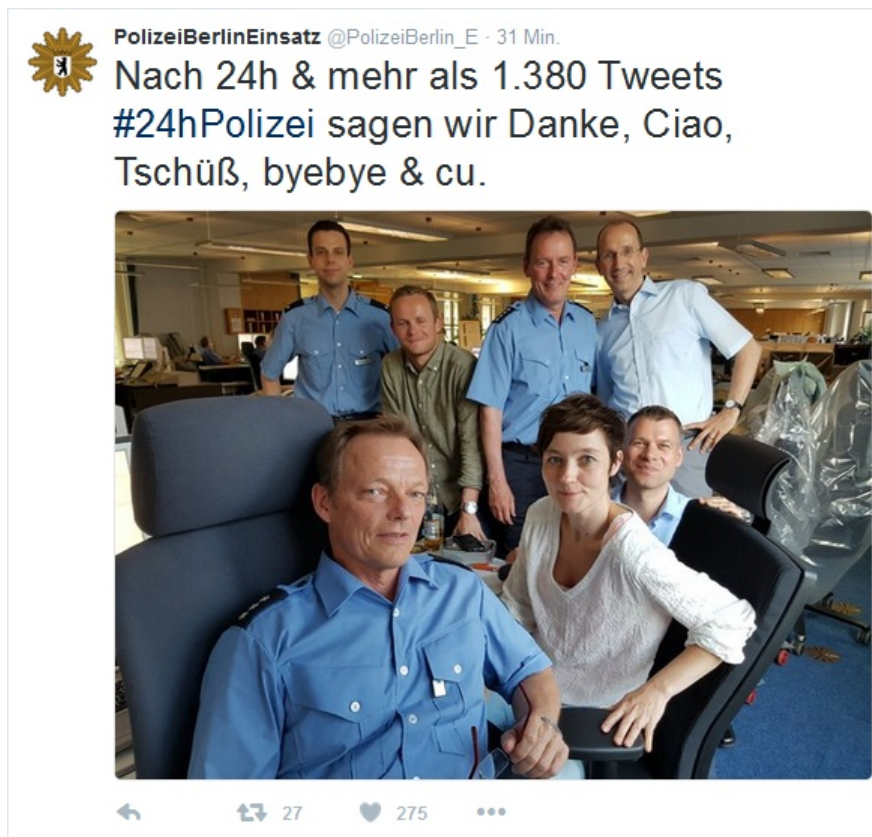 PolizeiBerlinEinsatz @PolizeiBerlin_E · 31 Min.
Nach 24h & mehr als 1.380 Tweets
#24hPolizei sagen wir Danke, Ciao,
Tschüß, byebye & cu.
27 275